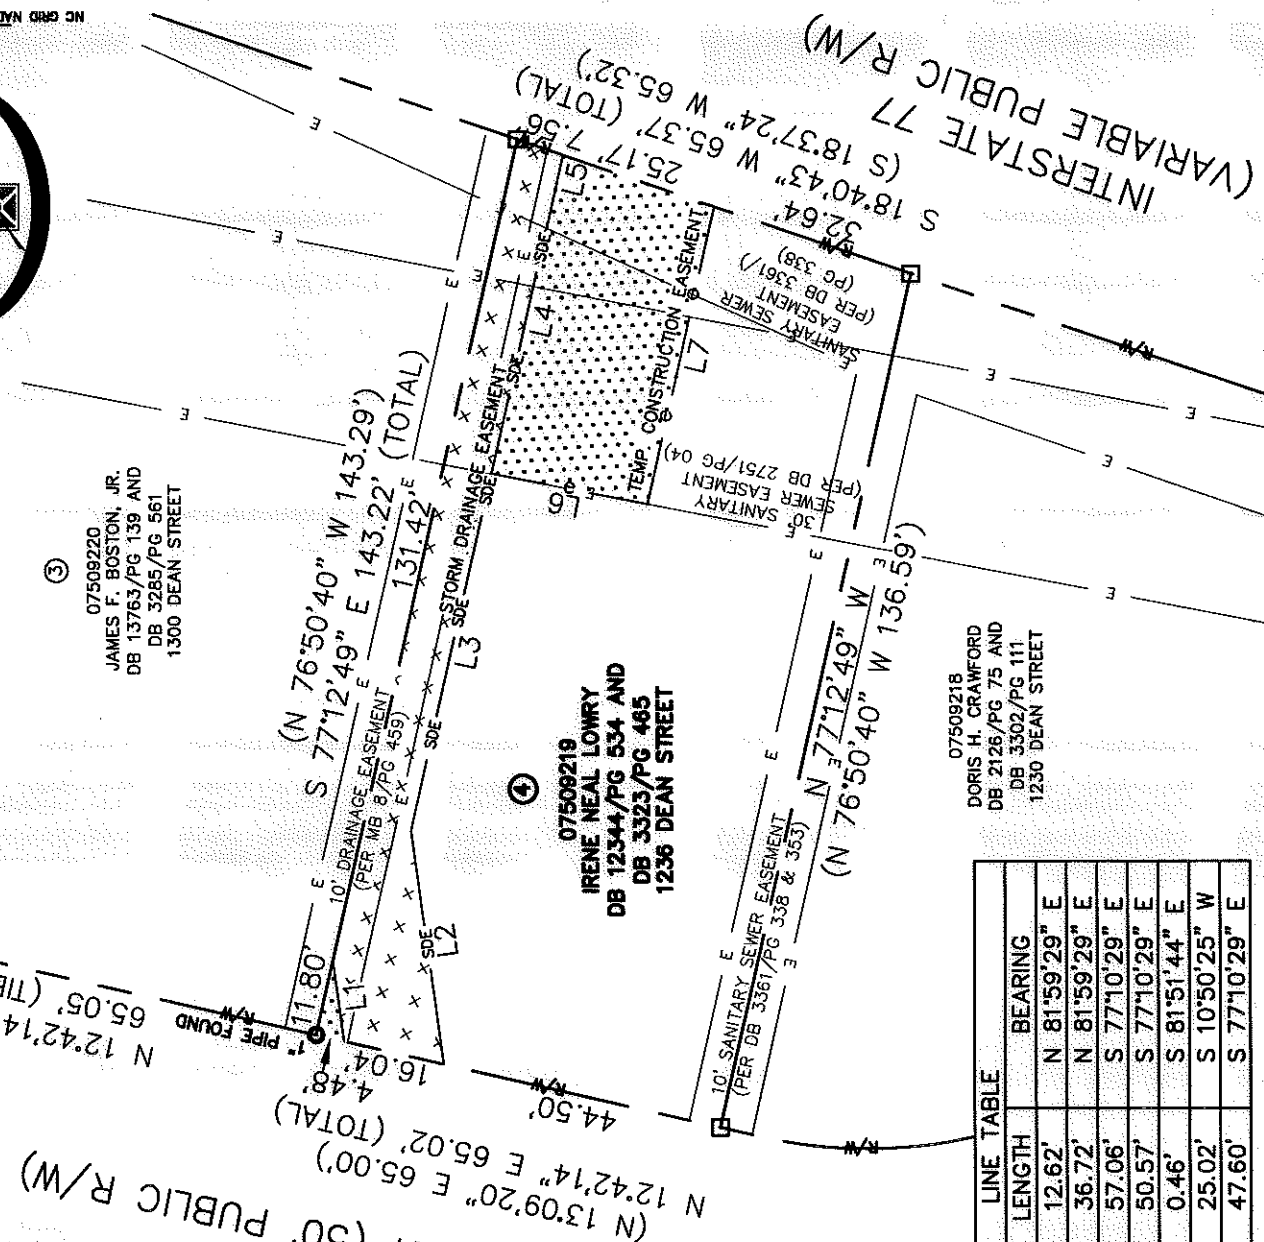 NC GRID NAD
INTERSTATE 77
(VARIABLE PUBLIC R/W)
S 18°40'43" W 65.37' (TOTAL)
(S 18°37'24" W 65.32')
7.56'
25.17'
32.64'
R/W
R/W
R/W
L5
L4
L7
L6
L3
L2
L1
SDE
SDE
SDE
SDE
SDE
SDE
STORM DRAINAGE EASEMENT
TEMP. CONSTRUCTION EASEMENT
SANITARY SEWER
EASEMENT
(PER DB 3361/)
(PG 338)
30' SANITARY
SEWER EASEMENT
(PER DB 2751/PG 04)
3
07509220
JAMES F. BOSTON, JR.
DB 13763/PG 139 AND
DB 3285/PG 561
1300 DEAN STREET
(N 76°50'40" W 143.29')
S 77°12'49" E 143.22' (TOTAL)
131.42'
11.80'
10' DRAINAGE EASEMENT
(PER MB 8/PG 459)
4
07509219
IRENE NEAL LOWRY
DB 12344/PG 534 AND
DB 3323/PG 465
1236 DEAN STREET
N 77°12'49" W
(N 76°50'40" W 136.59')
10' SANITARY SEWER EASEMENT
(PER DB 3361/PG 338 & 353)
07509218
DORIS H. CRAWFORD
DB 2126/PG 75 AND
DB 3302/PG 111
1230 DEAN STREET
1" PIPE FOUND
R/W
65.05' (TIE
N 12°42'14
4.48'
16.04'
44.50'
R/W
R/W
N 12°42'14" E 65.02' (TOTAL)
(N 13°09'20" E 65.00')
PUBLIC R/W)
LINE TABLE
LENGTH BEARING
12.62' N 81°59'29" E
36.72' N 81°59'29" E
57.06' S 77°10'29" E
50.57' S 77°10'29" E
0.46' S 81°51'44" E
25.02' S 10°50'25" W
47.60' S 77°10'29" E